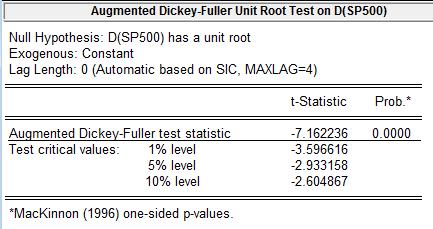 Augmented Dickey-Fuller Unit Root Test on D(SP500)
Null Hypothesis: D(SP500) has a unit root
Exogenous: Constant
Lag Length: 0 (Automatic based on SIC, MAXLAG=4)
t-Statistic Prob.*
Augmented Dickey-Fuller test statistic -7.162236 0.0000
Test critical values: 1% level -3.596616
5% level -2.933158
10% level -2.604867
*MacKinnon (1996) one-sided p-values.